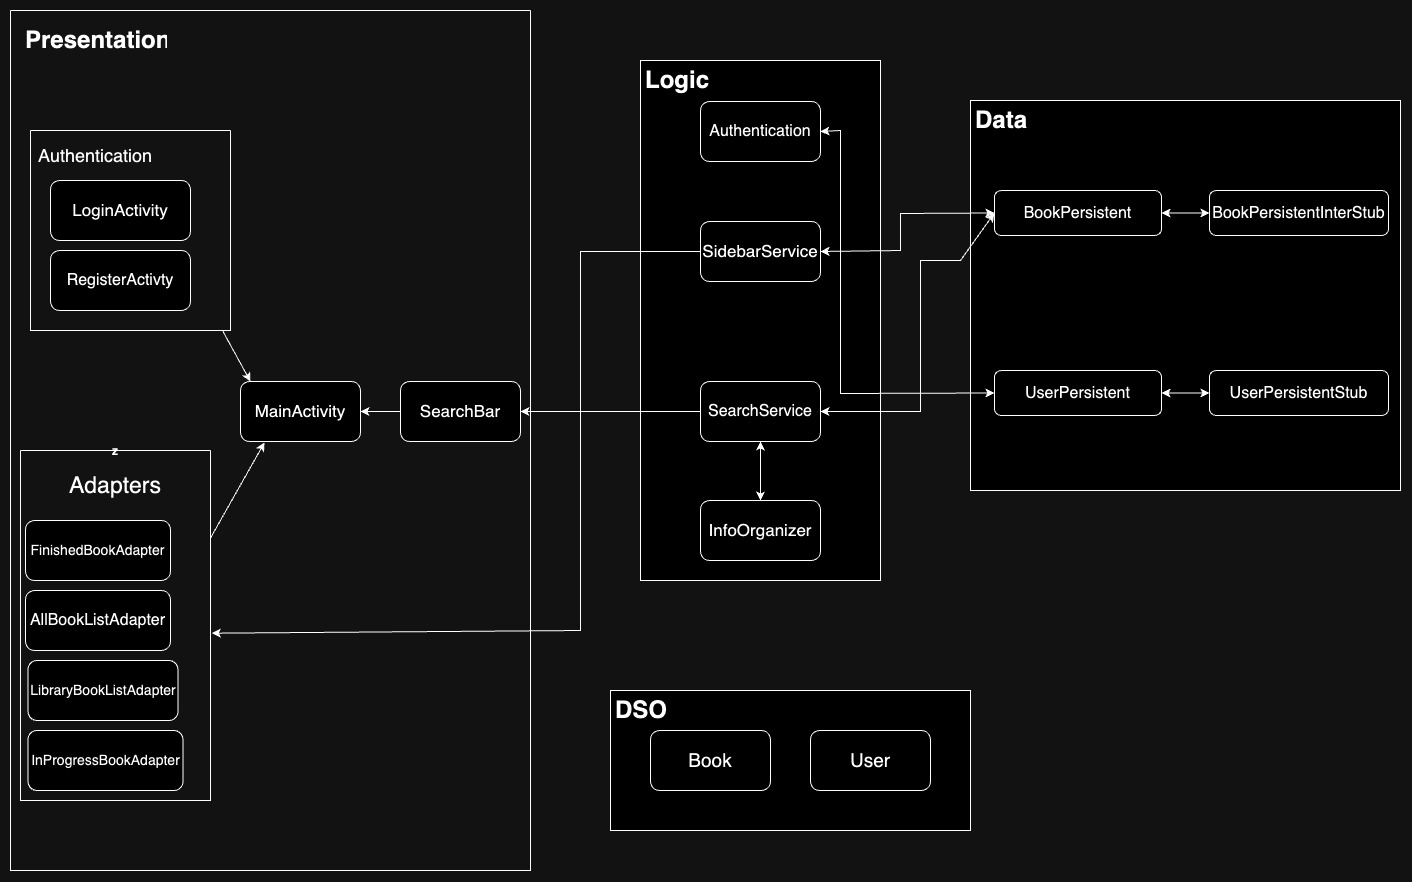 Presentation
Authentication
LoginActivity
RegisterActivty
MainActivity
SearchBar
z
Adapters
FinishedBookAdapter
AllBookListAdapter
LibraryBookListAdapter
InProgressBookAdapter
Logic
Authentication
SidebarService
SearchService
InfoOrganizer
Data
BookPersistent
BookPersistentInterStub
UserPersistent
UserPersistentStub
DSO
Book
User